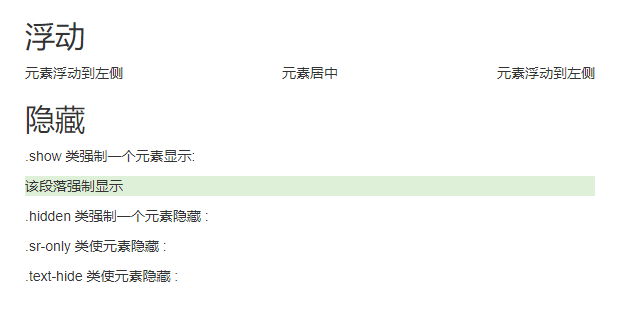 浮动
元素浮动到左侧 元素居中 元素浮动到左侧
隐藏
.show 类强制一个元素显示:
该段落强制显示
.hidden 类强制一个元素隐藏 :
.sr-only 类使元素隐藏 :
.text-hide 类使元素隐藏 :